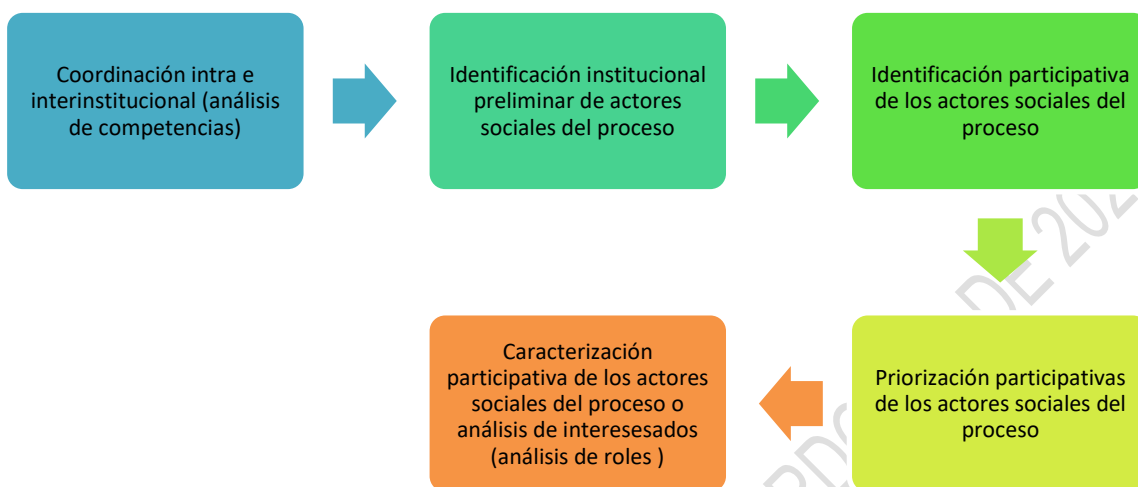 Coordinación intra e
interinstitucional (análisis
de competencias)
Identificación institucional
preliminar de actores
sociales del proceso
Identificación participativa
de los actores sociales del
proceso
Priorización participativas
de los actores sociales del
proceso
Caracterización
participativa de los actores
sociales del proceso o
análisis de interesesados
(análisis de roles )
DE 202